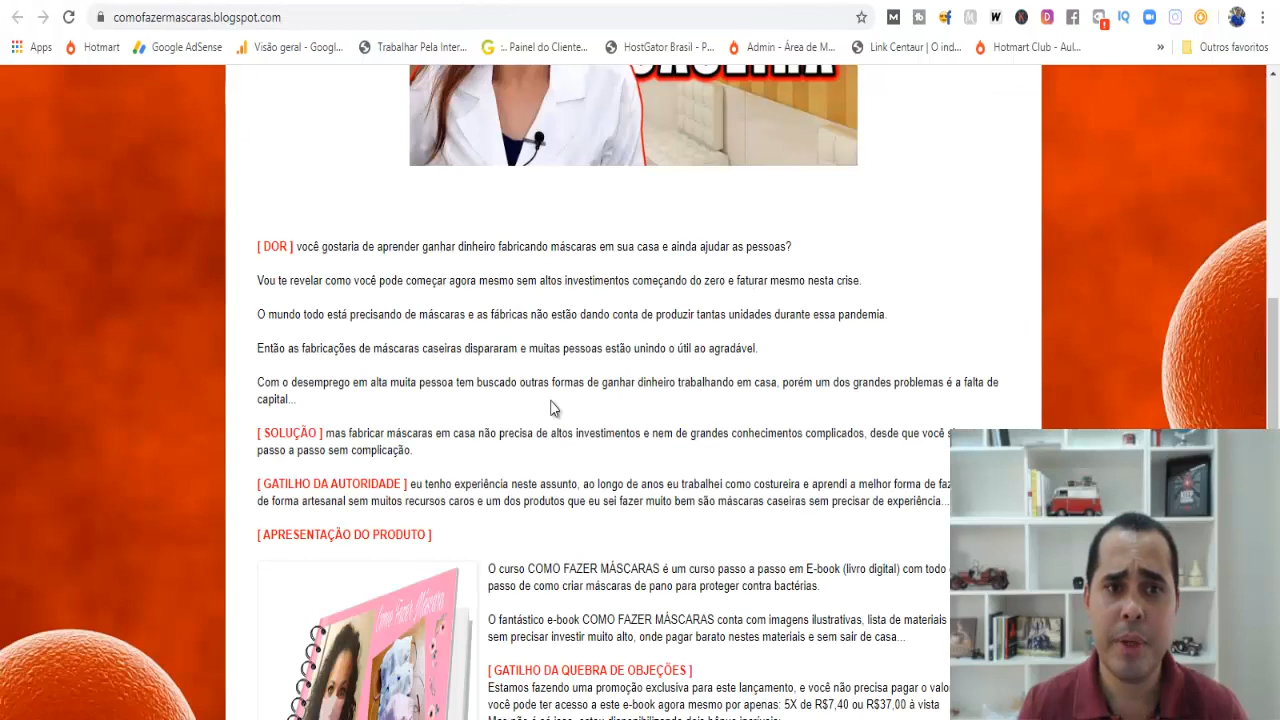 comofazermascaras.blogspot.com
Apps Hotmart Google AdSense Visão geral - Googl... Trabalhar Pela Inter... :.. Painel do Cliente... HostGator Brasil - P... Admin - Área de M... Link Centaur | O ind... Hotmart Club - Aul... » Outros favoritos
[ DOR ] você gostaria de aprender ganhar dinheiro fabricando máscaras em sua casa e ainda ajudar as pessoas?
Vou te revelar como você pode começar agora mesmo sem altos investimentos começando do zero e faturar mesmo nesta crise.
O mundo todo está precisando de máscaras e as fábricas não estão dando conta de produzir tantas unidades durante essa pandemia.
Então as fabricações de máscaras caseiras dispararam e muitas pessoas estão unindo o útil ao agradável.
Com o desemprego em alta muita pessoa tem buscado outras formas de ganhar dinheiro trabalhando em casa, porém um dos grandes problemas é a falta de
capital...
[ SOLUÇÃO ] mas fabricar máscaras em casa não precisa de altos investimentos e nem de grandes conhecimentos complicados, desde que você
passo a passo sem complicação.
[ GATILHO DA AUTORIDADE ] eu tenho experiência neste assunto, ao longo de anos eu trabalhei como costureira e aprendi a melhor forma de
de forma artesanal sem muitos recursos caros e um dos produtos que eu sei fazer muito bem são máscaras caseiras sem precisar de experiência...
[ APRESENTAÇÃO DO PRODUTO ]
O curso COMO FAZER MÁSCARAS é um curso passo a passo em E-book (livro digital) com todo
passo de como criar máscaras de pano para proteger contra bactérias.
O fantástico e-book COMO FAZER MÁSCARAS conta com imagens ilustrativas, lista de materiais
sem precisar investir muito alto, onde pagar barato nestes materiais e sem sair de casa...
[ GATILHO DA QUEBRA DE OBJEÇÕES ]
Estamos fazendo uma promoção exclusiva para este lançamento, e você não precisa pagar o
você pode ter acesso a este e-book agora mesmo por apenas: 5X de R$7,40 ou R$37,00 à vista